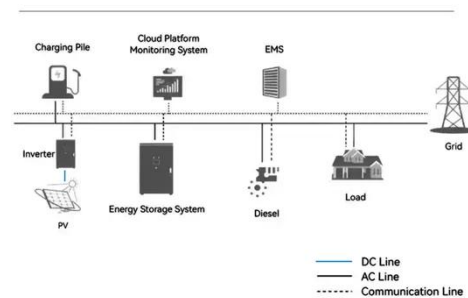 Charging Pile
Cloud Platform
Monitoring System
EMS
Grid
Inverter
PV
Energy Storage System
Diesel
Load
DC Line
AC Line
Communication Line